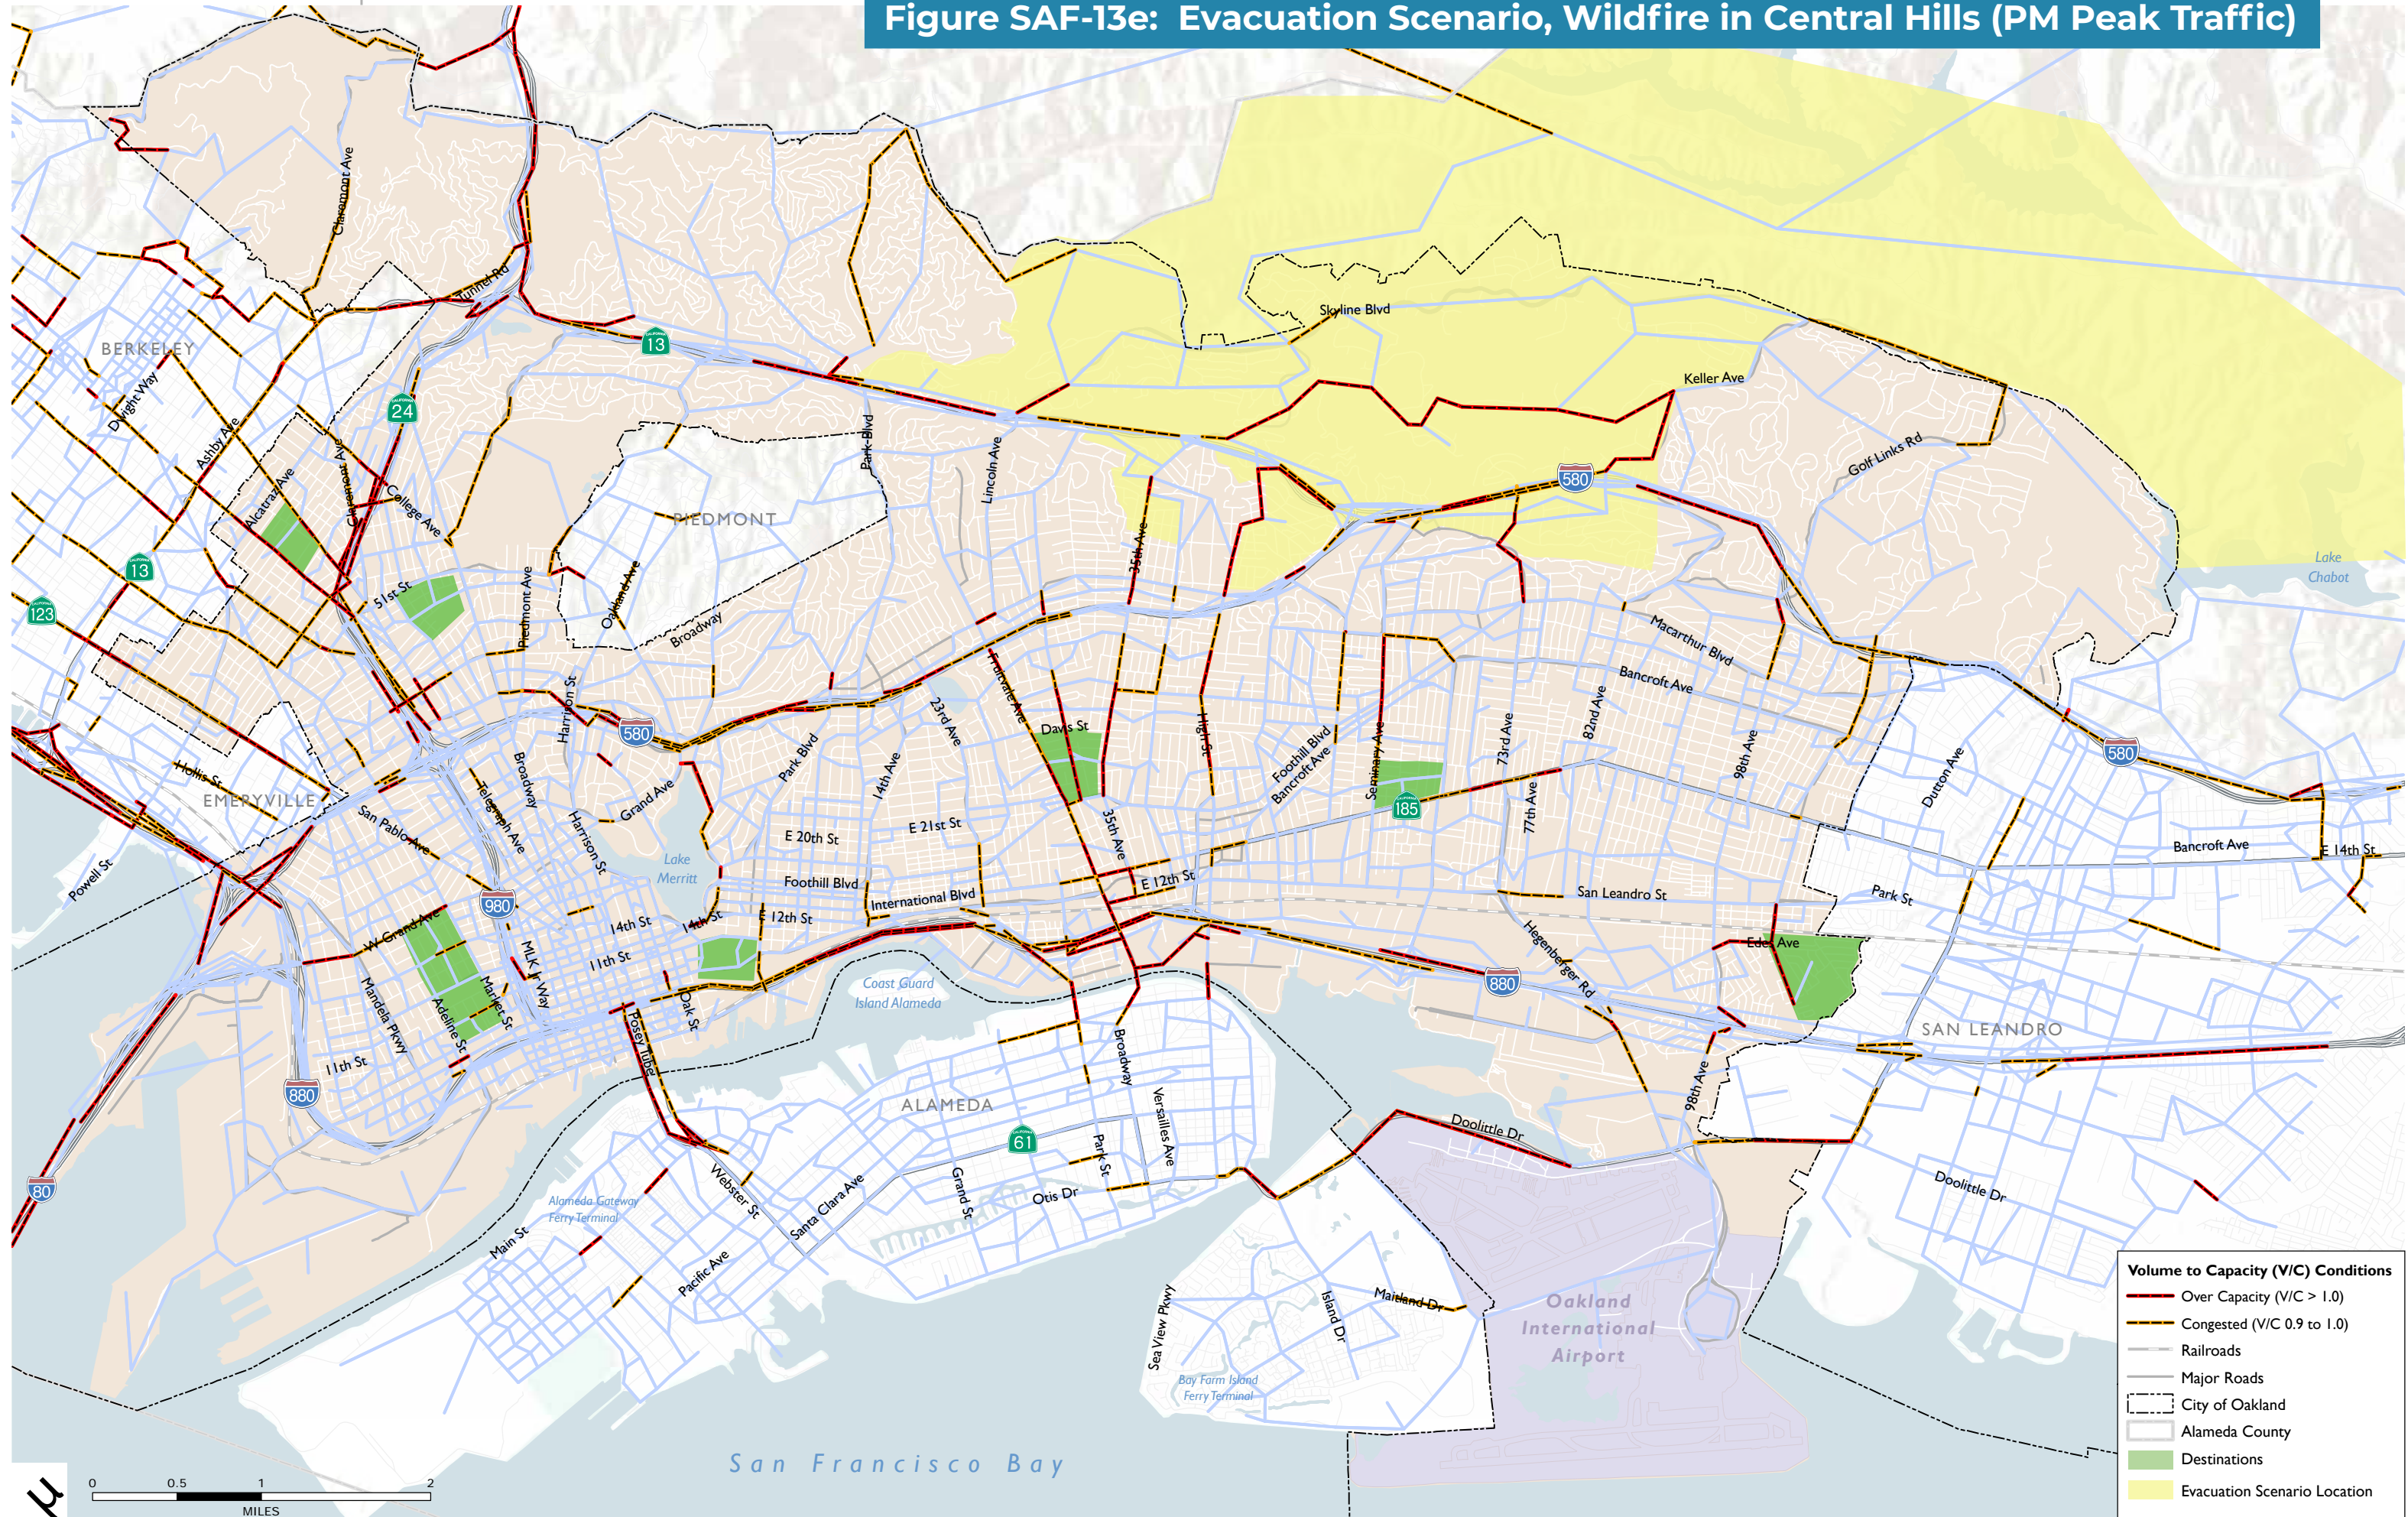 Figure SAF-13e: Evacuation Scenario, Wildfire in Central Hills (PM Peak Traffic)
Claremont Ave
Tunnel Rd
Skyline Blvd
CALIFORNIA
13
BERKELEY
Keller Ave
Dwight Way
CALIFORNIA
24
Ashby Ave
Park Blvd
Lincoln Ave
Golf Links Rd
Claremont Ave
Alcatraz Ave
College Ave
580
PIEDMONT
35th Ave
Lake
Chabot
CALIFORNIA
13
CALIFORNIA
123
51st St
Piedmont Ave
Oakland Ave
Broadway
Macarthur Blvd
Bancroft Ave
Fruitvale Ave
Harrison St
23rd Ave
Davis St
High St
Foothill Blvd
Bancroft Ave
Seminary Ave
73rd Ave
82nd Ave
98th Ave
580
580
Park Blvd
14th Ave
Dutton Ave
Hollis St
EMERYVILLE
San Pablo Ave
Telegraph Ave
Broadway
Harrison St
Grand Ave
CALIFORNIA
185
77th Ave
E 20th St
E 21st St
35th Ave
Bancroft Ave
E 14th St
Powell St
Lake
Merritt
Foothill Blvd
E 12th St
International Blvd
San Leandro St
Park St
980
W Grand Ave
14th St
14th St
E 12th St
11th St
MLK Jr Way
Hegenberger Rd
Edes Ave
Mandela Pkwy
Adeline St
Market St
Oak St
Coast Guard
Island Alameda
880
SAN LEANDRO
Posey Tube
11th St
880
Broadway
98th Ave
ALAMEDA
Versailles Ave
CALIFORNIA
61
Park St
Doolittle Dr
80
Webster St
Grand St
Otis Dr
Doolittle Dr
Alameda Gateway
Ferry Terminal
Santa Clara Ave
Main St
Pacific Ave
Sea View Pkwy
Island Dr
Maitland Dr
Oakland
International
Airport
Bay Farm Island
Ferry Terminal
San Francisco Bay
Volume to Capacity (V/C) Conditions
Over Capacity (V/C > 1.0)
Congested (V/C 0.9 to 1.0)
Railroads
Major Roads
City of Oakland
Alameda County
Destinations
Evacuation Scenario Location
µ
0 0.5 1 2
MILES